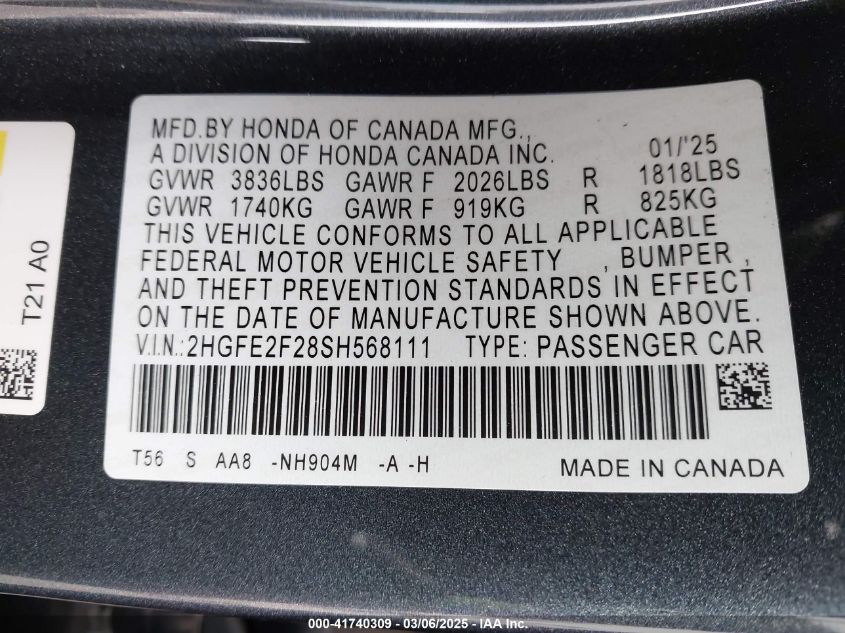 MFD.BY HONDA OF CANADA MFG.,
A DIVISION OF HONDA CANADA INC. 01/'25
GVWR 3836LBS GAWR F 2026LBS R 1818LBS
GVWR 1740KG GAWR F 919KG R 825KG
THIS VEHICLE CONFORMS TO ALL APPLICABLE
FEDERAL MOTOR VEHICLE SAFETY , BUMPER ,
AND THEFT PREVENTION STANDARDS IN EFFECT
ON THE DATE OF MANUFACTURE SHOWN ABOVE.
V.I.N.:2HGFE2F28SH568111 TYPE: PASSENGER CAR
T56 S AA8 -NH904M -A -H MADE IN CANADA
T21 A0
000-41740309 - 03/06/2025 - IAA Inc.